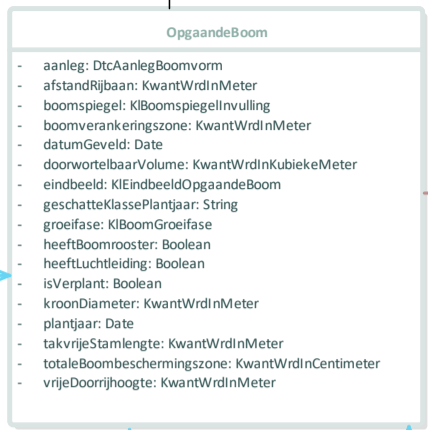 OpgaandeBoom
- aanleg: DtcAanlegBoomvorm
- afstandRijbaan: KwantWrdInMeter
- boomspiegel: KlBoomspiegelInvulling
- boomverankeringszone: KwantWrdInMeter
- datumGeveld: Date
- doorwortelbaarVolume: KwantWrdInKubiekeMeter
- eindbeeld: KlEindbeeldOpgaandeBoom
- geschatteKlassePlantjaar: String
- groeifase: KlBoomGroeifase
- heeftBoomrooster: Boolean
- heeftLuchtleiding: Boolean
- isVerplant: Boolean
- kroonDiameter: KwantWrdInMeter
- plantjaar: Date
- takvrijeStamlengte: KwantWrdInMeter
- totaleBoombeschermingszone: KwantWrdInCentimeter
- vrijeDoorrijhoogte: KwantWrdInMeter